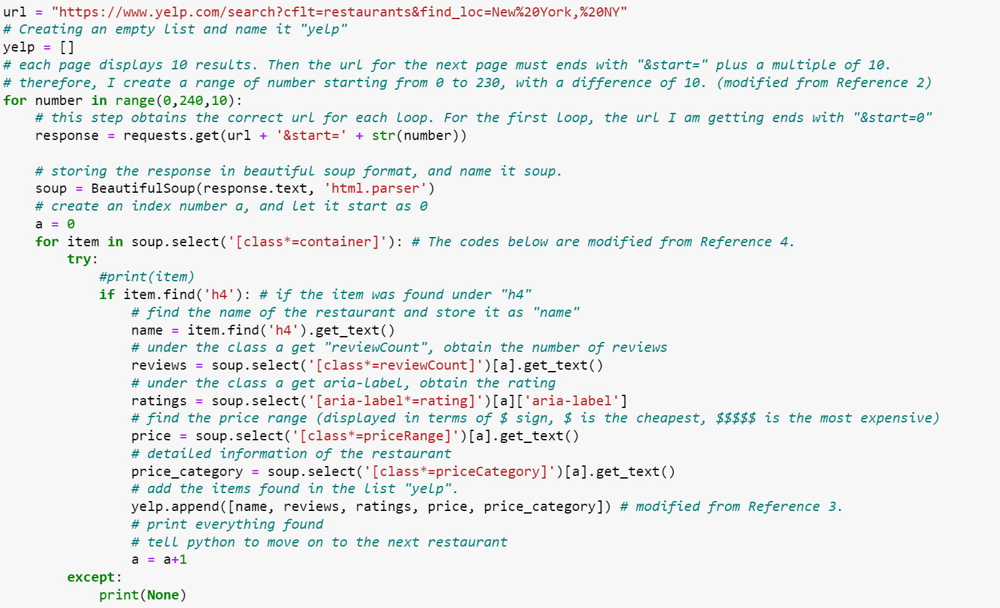 url = "https://www.yelp.com/search?cflt=restaurants&find_loc=New%20York,%20NY"
# Creating an empty list and name it "yelp"
yelp = []
# each page displays 10 results. Then the url for the next page must ends with "&start=" plus a multiple of 10.
# therefore, I create a range of number starting from 0 to 230, with a difference of 10. (modified from Reference 2)
for number in range(0,240,10):
    # this step obtains the correct url for each loop. For the first loop, the url I am getting ends with "&start=0"
    response = requests.get(url + '&start=' + str(number))

    # storing the response in beautiful soup format, and name it soup.
    soup = BeautifulSoup(response.text, 'html.parser')
    # create an index number a, and let it start as 0
    a = 0
    for item in soup.select('[class*=container]'): # The codes below are modified from Reference 4.
        try:
            #print(item)
            if item.find('h4'): # if the item was found under "h4"
                # find the name of the restaurant and store it as "name"
                name = item.find('h4').get_text()
                # under the class a get "reviewCount", obtain the number of reviews
                reviews = soup.select('[class*=reviewCount]')[a].get_text()
                # under the class a get aria-label, obtain the rating
                ratings = soup.select('[aria-label*=rating]')[a]['aria-label']
                # find the price range (displayed in terms of $ sign, $ is the cheapest, $$$$$ is the most expensive)
                price = soup.select('[class*=priceRange]')[a].get_text()
                # detailed information of the restaurant
                price_category = soup.select('[class*=priceCategory]')[a].get_text()
                # add the items found in the list "yelp".
                yelp.append([name, reviews, ratings, price, price_category]) # modified from Reference 3.
                # print everything found
                # tell python to move on to the next restaurant
                a = a+1
        except:
            print(None)